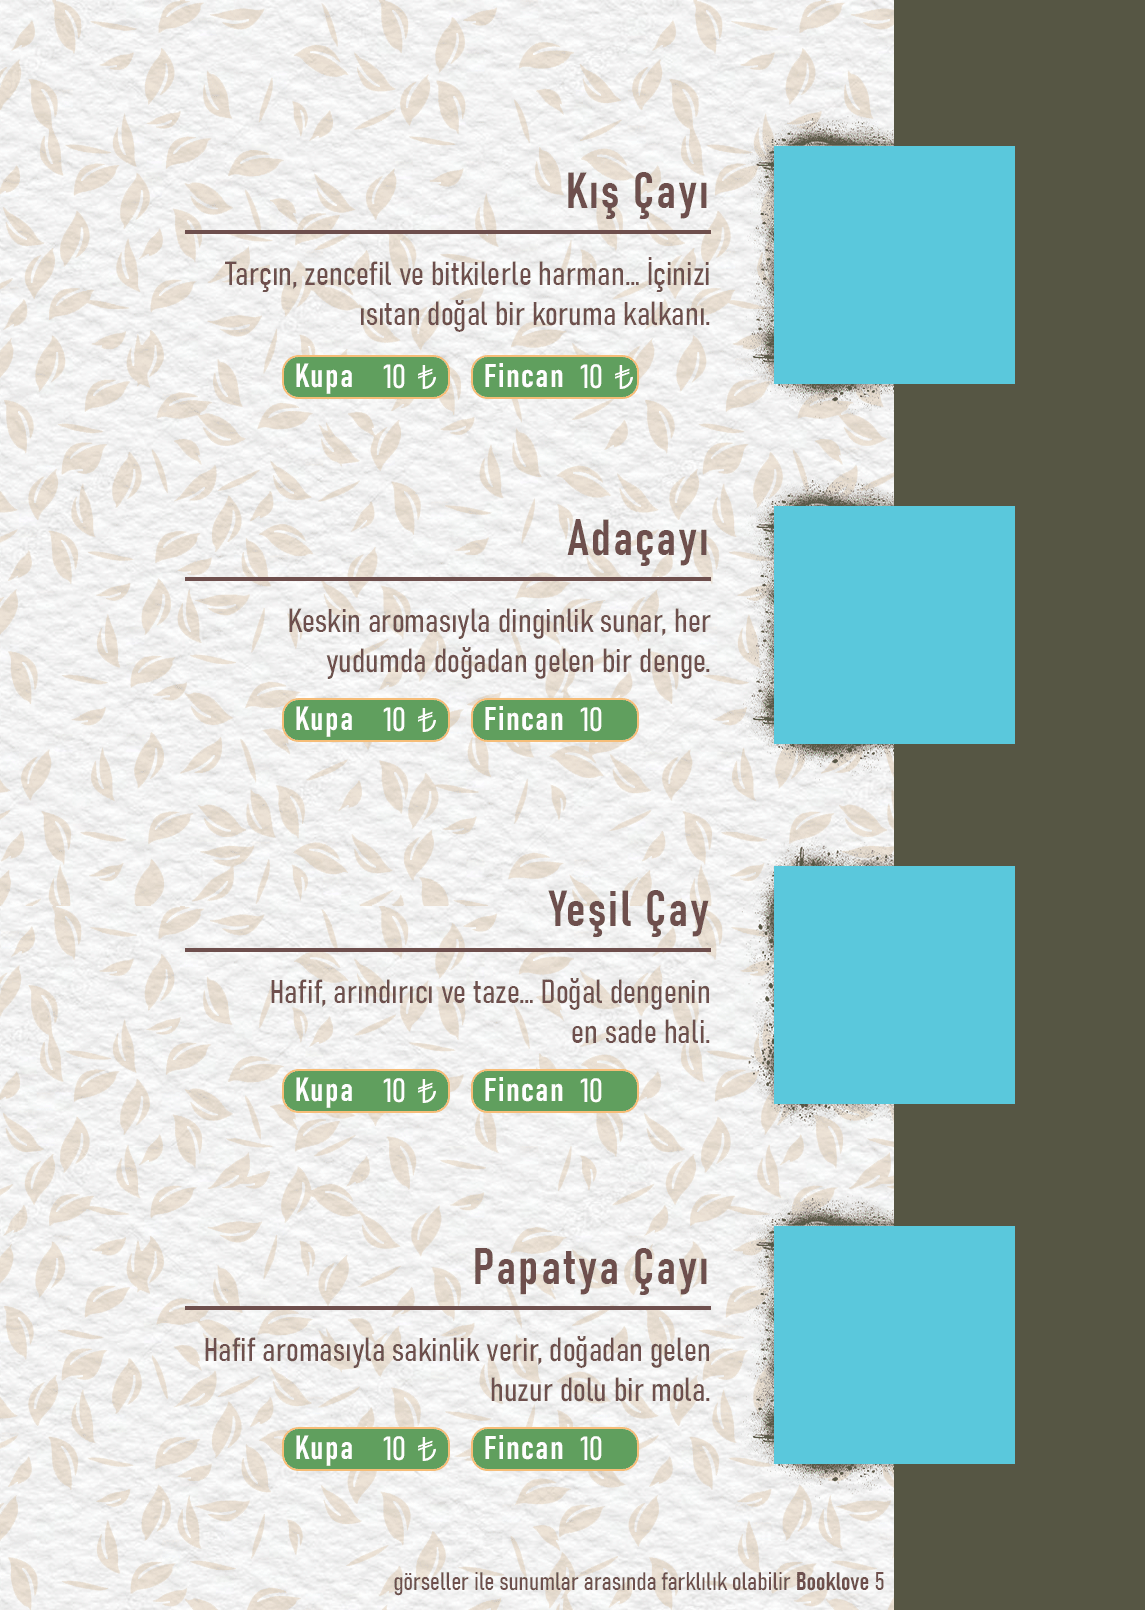 Kış Çayı
Tarçın, zencefil ve bitkilerle harman... İçinizi
ısıtan doğal bir koruma kalkanı.
Kupa 10 ₺ Fincan 10 ₺
Adaçayı
Keskin aromasıyla dinginlik sunar, her
yudumda doğadan gelen bir denge.
Kupa 10 ₺ Fincan 10
Yeşil Çay
Hafif, arındırıcı ve taze... Doğal dengenin
en sade hali.
Kupa 10 ₺ Fincan 10
Papatya Çayı
Hafif aromasıyla sakinlik verir, doğadan gelen
huzur dolu bir mola.
Kupa 10 ₺ Fincan 10
görseller ile sunumlar arasında farklılık olabilir Booklove 5